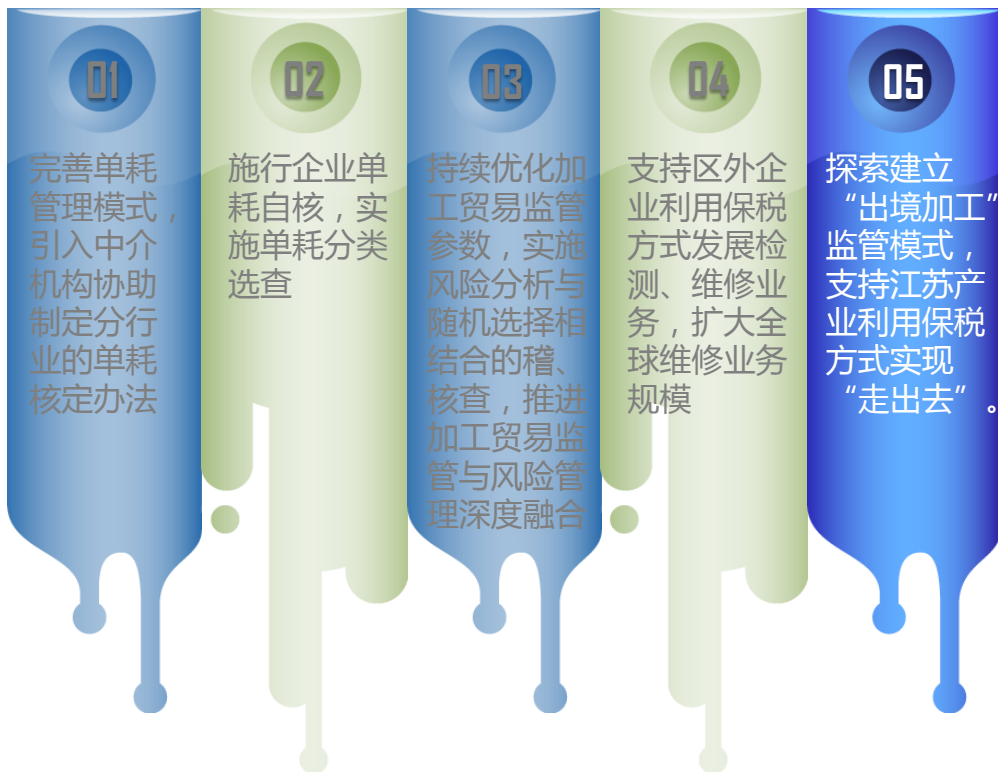 01
完善单耗
管理模式，
引入中介
机构协助
制定分行
业的单耗
核定办法
02
施行企业单
耗自核，实
施单耗分类
选查
03
持续优化加
工贸易监管
参数，实施
风险分析与
随机选择相
结合的稽、
核查，推进
加工贸易监
管与风险管
理深度融合
04
支持区外企
业利用保税
方式发展检
测、维修业
务，扩大全
球维修业务
规模
05
探索建立
“出境加工”
监管模式，
支持江苏产
业利用保税
方式实现
“走出去”。